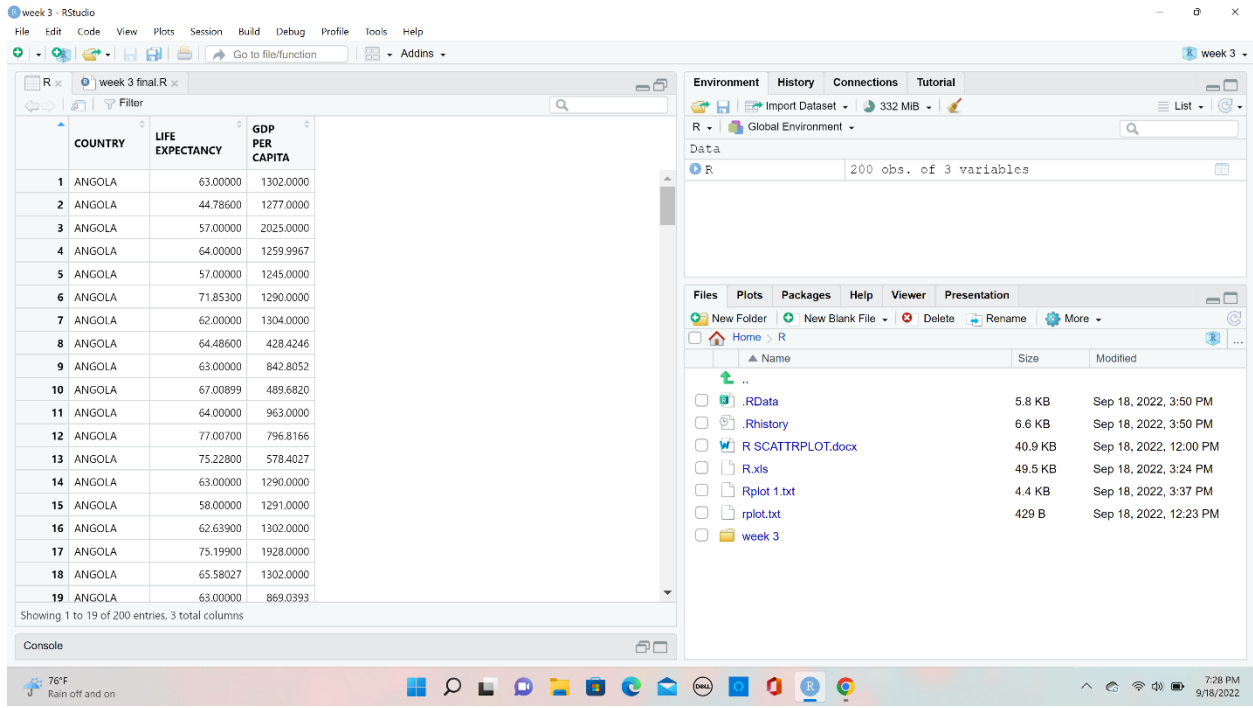 week 3 - RStudio
File Edit Code View Plots Session Build Debug Profile Tools Help
Go to file/function Addins week 3
R week 3 final.R
Filter
COUNTRY LIFE EXPECTANCY GDP PER CAPITA
1 ANGOLA 63.00000 1302.0000
2 ANGOLA 44.78600 1277.0000
3 ANGOLA 57.00000 2025.0000
4 ANGOLA 64.00000 1259.9967
5 ANGOLA 57.00000 1245.0000
6 ANGOLA 71.85300 1290.0000
7 ANGOLA 62.00000 1304.0000
8 ANGOLA 64.48600 428.4246
9 ANGOLA 63.00000 842.8052
10 ANGOLA 67.00899 489.6820
11 ANGOLA 64.00000 963.0000
12 ANGOLA 77.00700 796.8166
13 ANGOLA 75.22800 578.4027
14 ANGOLA 63.00000 1290.0000
15 ANGOLA 58.00000 1291.0000
16 ANGOLA 62.63900 1302.0000
17 ANGOLA 75.19900 1928.0000
18 ANGOLA 65.58027 1302.0000
19 ANGOLA 63.00000 869.0393
Showing 1 to 19 of 200 entries, 3 total columns
Console
Environment History Connections Tutorial
Import Dataset 332 MiB List
R Global Environment
Data
R 200 obs. of 3 variables
Files Plots Packages Help Viewer Presentation
New Folder New Blank File Delete Rename More
Home R ...
Name Size Modified
..
.RData 5.8 KB Sep 18, 2022, 3:50 PM
.Rhistory 6.6 KB Sep 18, 2022, 3:50 PM
R SCATTRPLOT.docx 40.9 KB Sep 18, 2022, 12:00 PM
R.xls 49.5 KB Sep 18, 2022, 3:24 PM
Rplot 1.txt 4.4 KB Sep 18, 2022, 3:37 PM
rplot.txt 429 B Sep 18, 2022, 12:23 PM
week 3
76°F
Rain off and on
DELL
R
7:28 PM
9/18/2022